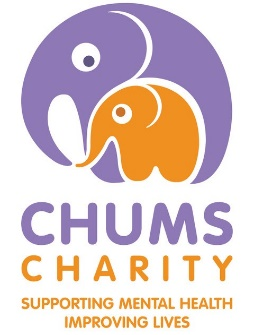 CHUMS
CHARITY
SUPPORTING MENTAL HEALTH
IMPROVING LIVES